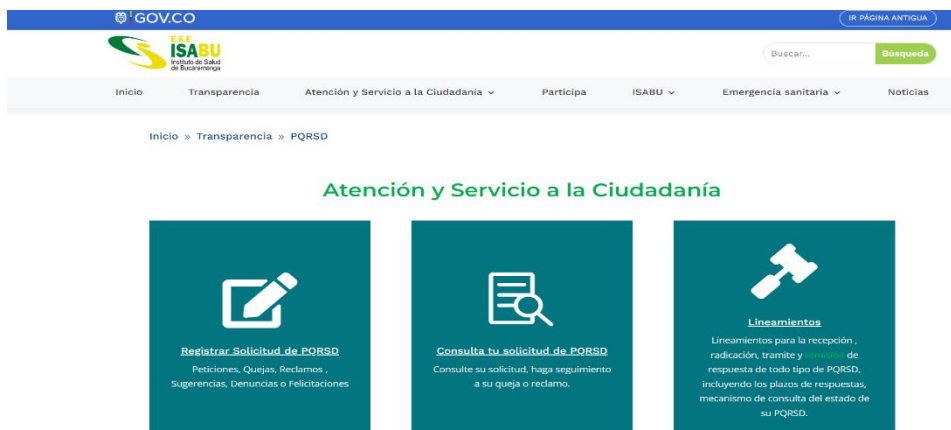 GOV.CO
IR PÁGINA ANTIGUA
E.S.E
ISABU
Instituto de Salud
de Bucaramanga
Buscar...
Búsqueda
Inicio Transparencia Atención y Servicio a la Ciudadanía Participa ISABU Emergencia sanitaria Noticias
Inicio » Transparencia » PQRSD
Atención y Servicio a la Ciudadanía
Registrar Solicitud de PQRSD
Peticiones, Quejas, Reclamos ,
Sugerencias, Denuncias o Felicitaciones
Consulta tu solicitud de PQRSD
Consulte su solicitud, haga seguimiento
a su queja o reclamo.
Lineamientos
Lineamientos para la recepción ,
radicación, tramite y remisión de
respuesta de todo tipo de PQRSD,
incluyendo los plazos de respuestas,
mecanismo de consulta del estado de
su PQRSD.